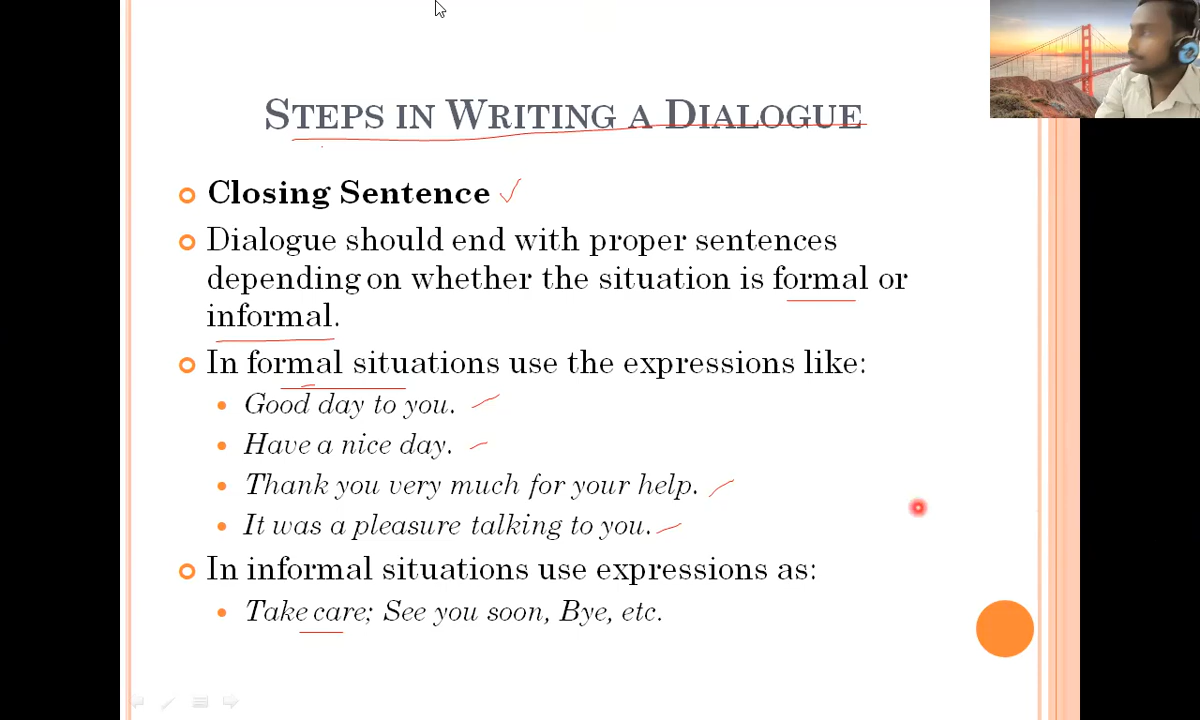 STEPS IN WRITING A DIALOGUE
Closing Sentence
Dialogue should end with proper sentences
depending on whether the situation is formal or
informal.
In formal situations use the expressions like:
Good day to you.
Have a nice day.
Thank you very much for your help.
It was a pleasure talking to you.
In informal situations use expressions as:
Take care; See you soon, Bye, etc.